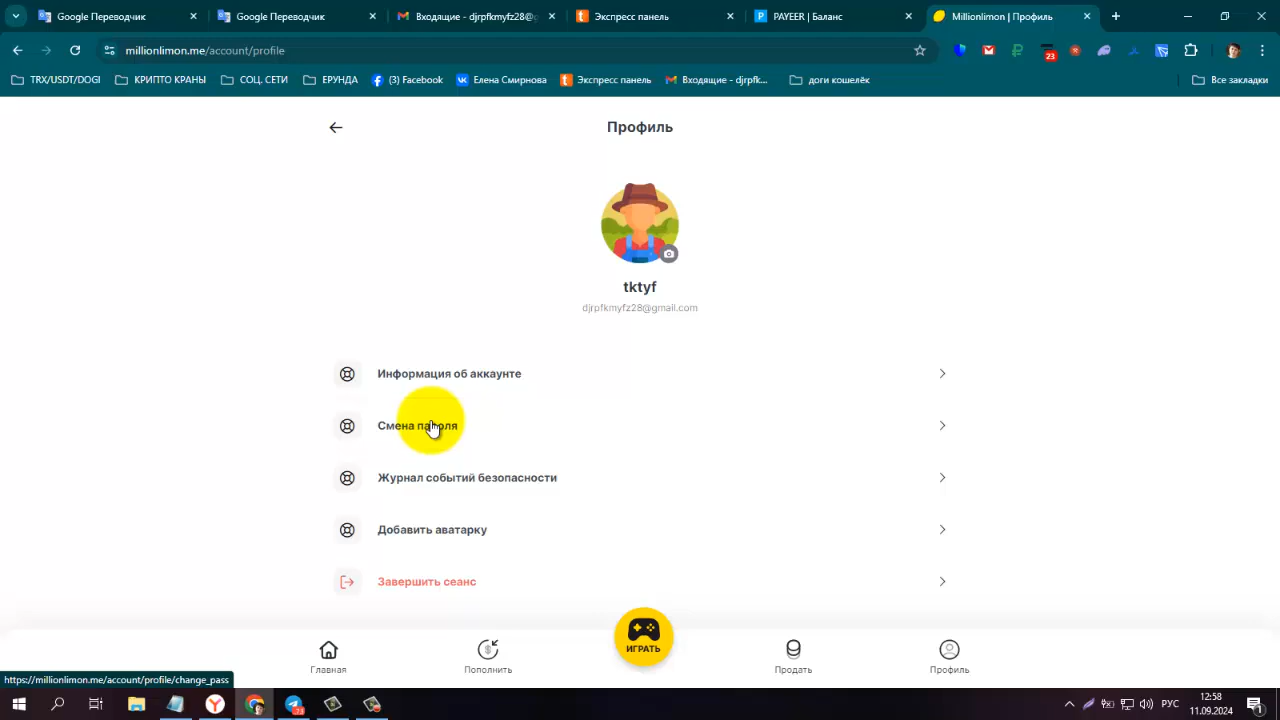 Google Переводчик
Google Переводчик
Входящие - djrpfkmyfz28@g
Экспресс панель
PAYEER | Баланс
Millionlimon | Профиль
millionlimon.me/account/profile
23
TRX/USDT/DOGI
КРИПТО КРАНЫ
СОЦ. СЕТИ
ЕРУНДА
(3) Facebook
Елена Смирнова
Экспресс панель
Входящие - djrpfk...
доги кошелёк
Все закладки
Профиль
tktyf
djrpfkmyfz28@gmail.com
Информация об аккаунте
Смена пароля
Журнал событий безопасности
Добавить аватарку
Завершить сеанс
ИГРАТЬ
Главная
Пополнить
Продать
Профиль
https://millionlimon.me/account/profile/change_pass
РУС
12:58
11.09.2024